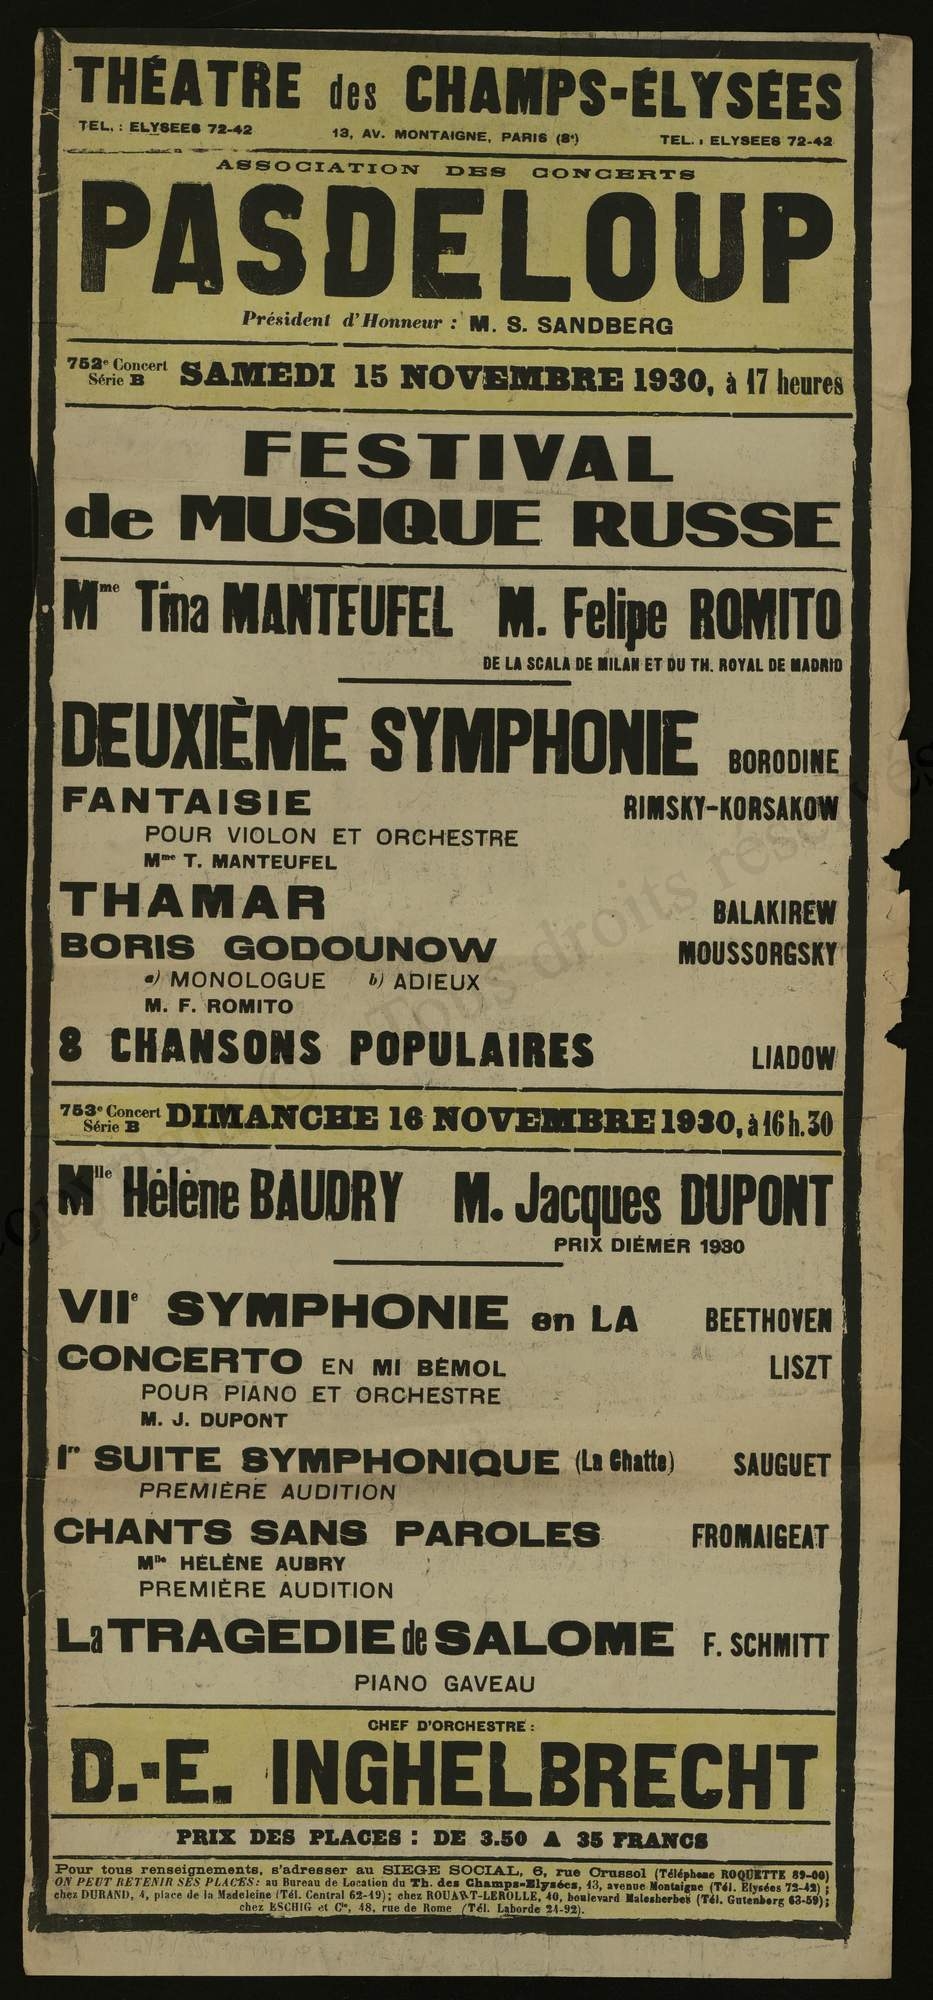 THÉATRE des CHAMPS-ÉLYSÉES
TEL. : ELYSEES 72-42 13, AV. MONTAIGNE, PARIS (8e) TEL. : ELYSEES 72-42
ASSOCIATION DES CONCERTS
PASDELOUP
Président d'Honneur : M. S. SANDBERG
752e Concert Série B SAMEDI 15 NOVEMBRE 1930, à 17 heures
FESTIVAL
de MUSIQUE RUSSE
Mme Tina MANTEUFEL M. Felipe ROMITO
DE LA SCALA DE MILAN ET DU TH. ROYAL DE MADRID
DEUXIÈME SYMPHONIE BORODINE
FANTAISIE RIMSKY-KORSAKOW
POUR VIOLON ET ORCHESTRE
Mme T. MANTEUFEL
THAMAR BALAKIREW
BORIS GODOUNOW MOUSSORGSKY
a) MONOLOGUE b) ADIEUX
M. F. ROMITO
8 CHANSONS POPULAIRES LIADOW
753e Concert Série B DIMANCHE 16 NOVEMBRE 1930, à 16 h. 30
Mlle Hélène BAUDRY M. Jacques DUPONT
PRIX DIÉMER 1930
VIIe SYMPHONIE en LA BEETHOVEN
CONCERTO EN MI BÉMOL LISZT
POUR PIANO ET ORCHESTRE
M. J. DUPONT
1re SUITE SYMPHONIQUE (La Chatte) SAUGUET
PREMIÈRE AUDITION
CHANTS SANS PAROLES FROMAIGEAT
Mlle HÉLÈNE AUBRY
PREMIÈRE AUDITION
La TRAGEDIE de SALOME F. SCHMITT
PIANO GAVEAU
CHEF D'ORCHESTRE :
D.-E. INGHELBRECHT
PRIX DES PLACES : DE 3.50 A 35 FRANCS
Pour tous renseignements, s'adresser au SIEGE SOCIAL, 6, rue Crussol (Téléphone ROQUETTE 89-00)
ON PEUT RETENIR SES PLACES : au Bureau de Location du Th. des Champs-Elysées, 13, avenue Montaigne (Tél. Elysées 72-42) ;
chez DURAND, 4, place de la Madeleine (Tél. Central 62-19) ; chez ROUART-LEROLLE, 40, boulevard Malesherbes (Tél. Gutenberg 63-59) ;
chez ESCHIG et Cie, 48, rue de Rome (Tél. Laborde 24-92).
Copyright © - Tous droits réservés